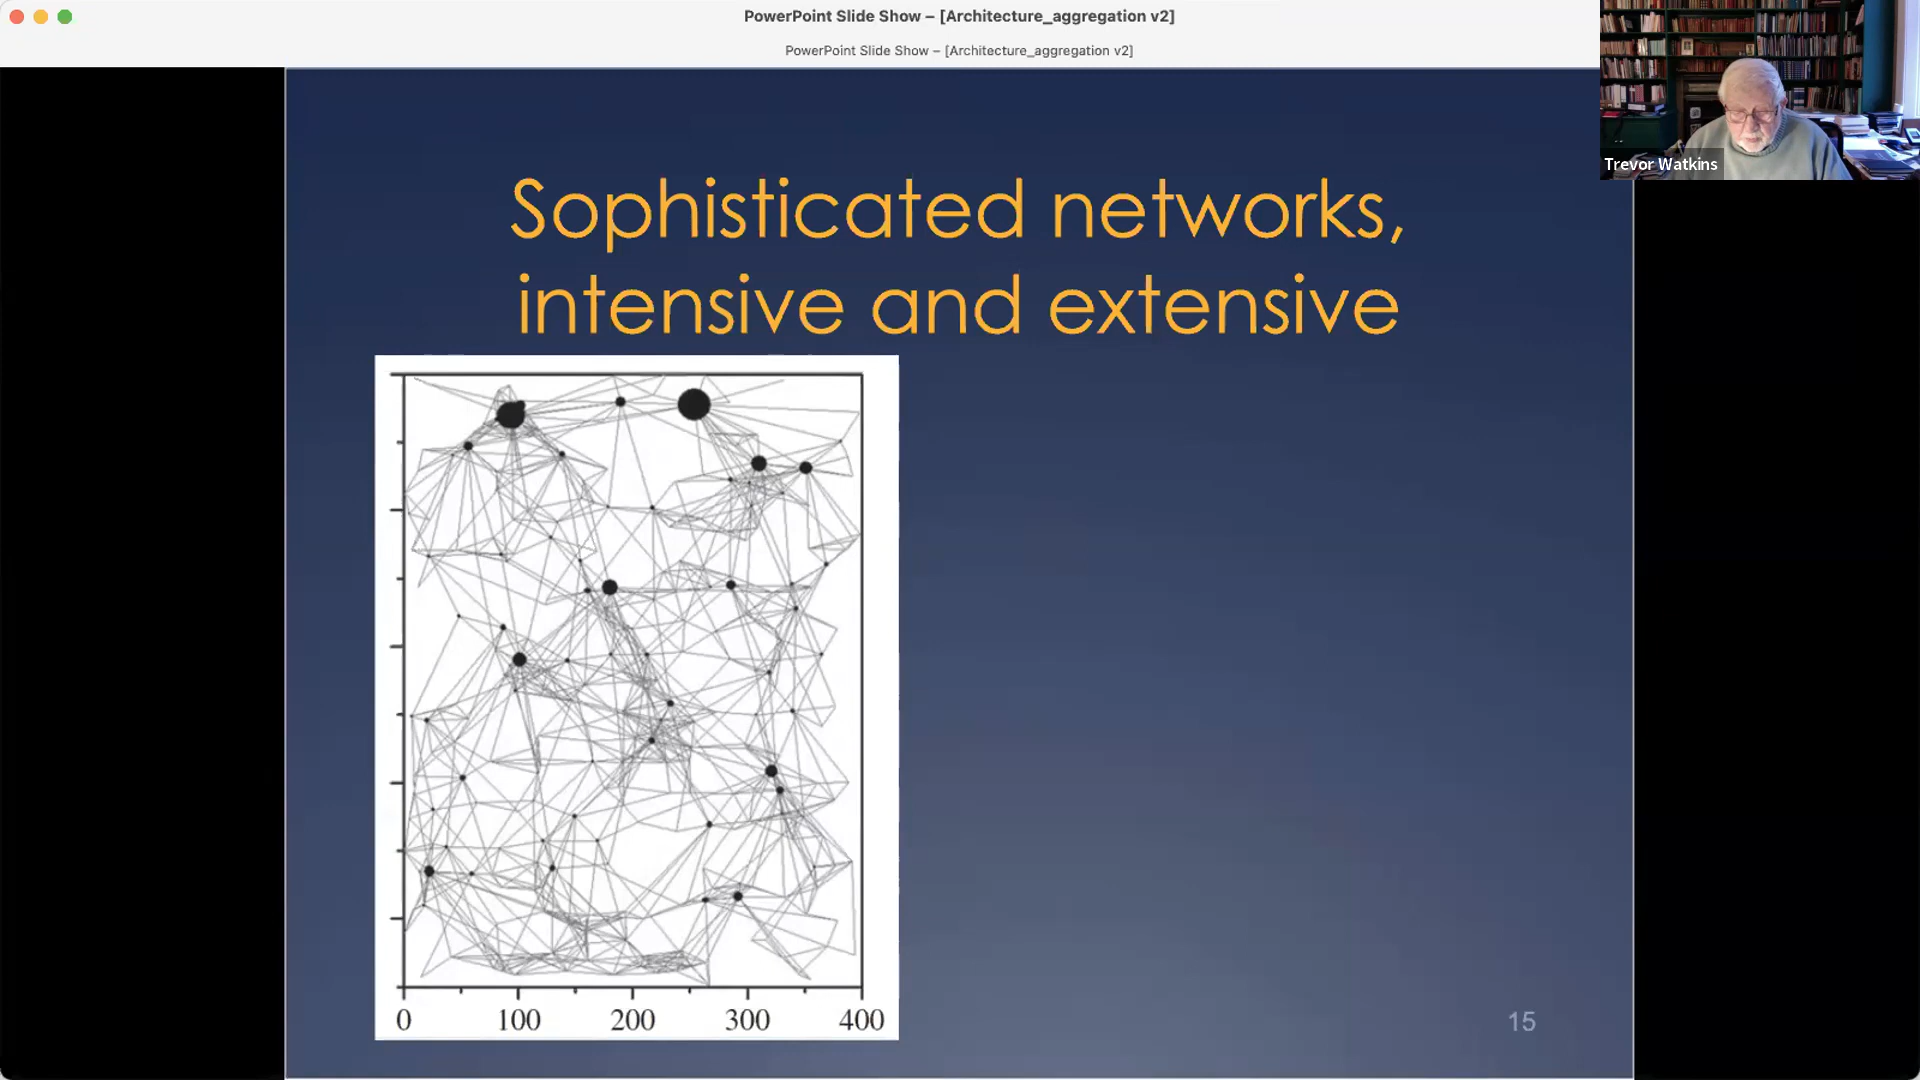 PowerPoint Slide Show – [Architecture_aggregation v2]
PowerPoint Slide Show – [Architecture_aggregation v2]
Trevor Watkins
Sophisticated networks,
intensive and extensive
0 100 200 300 400
15